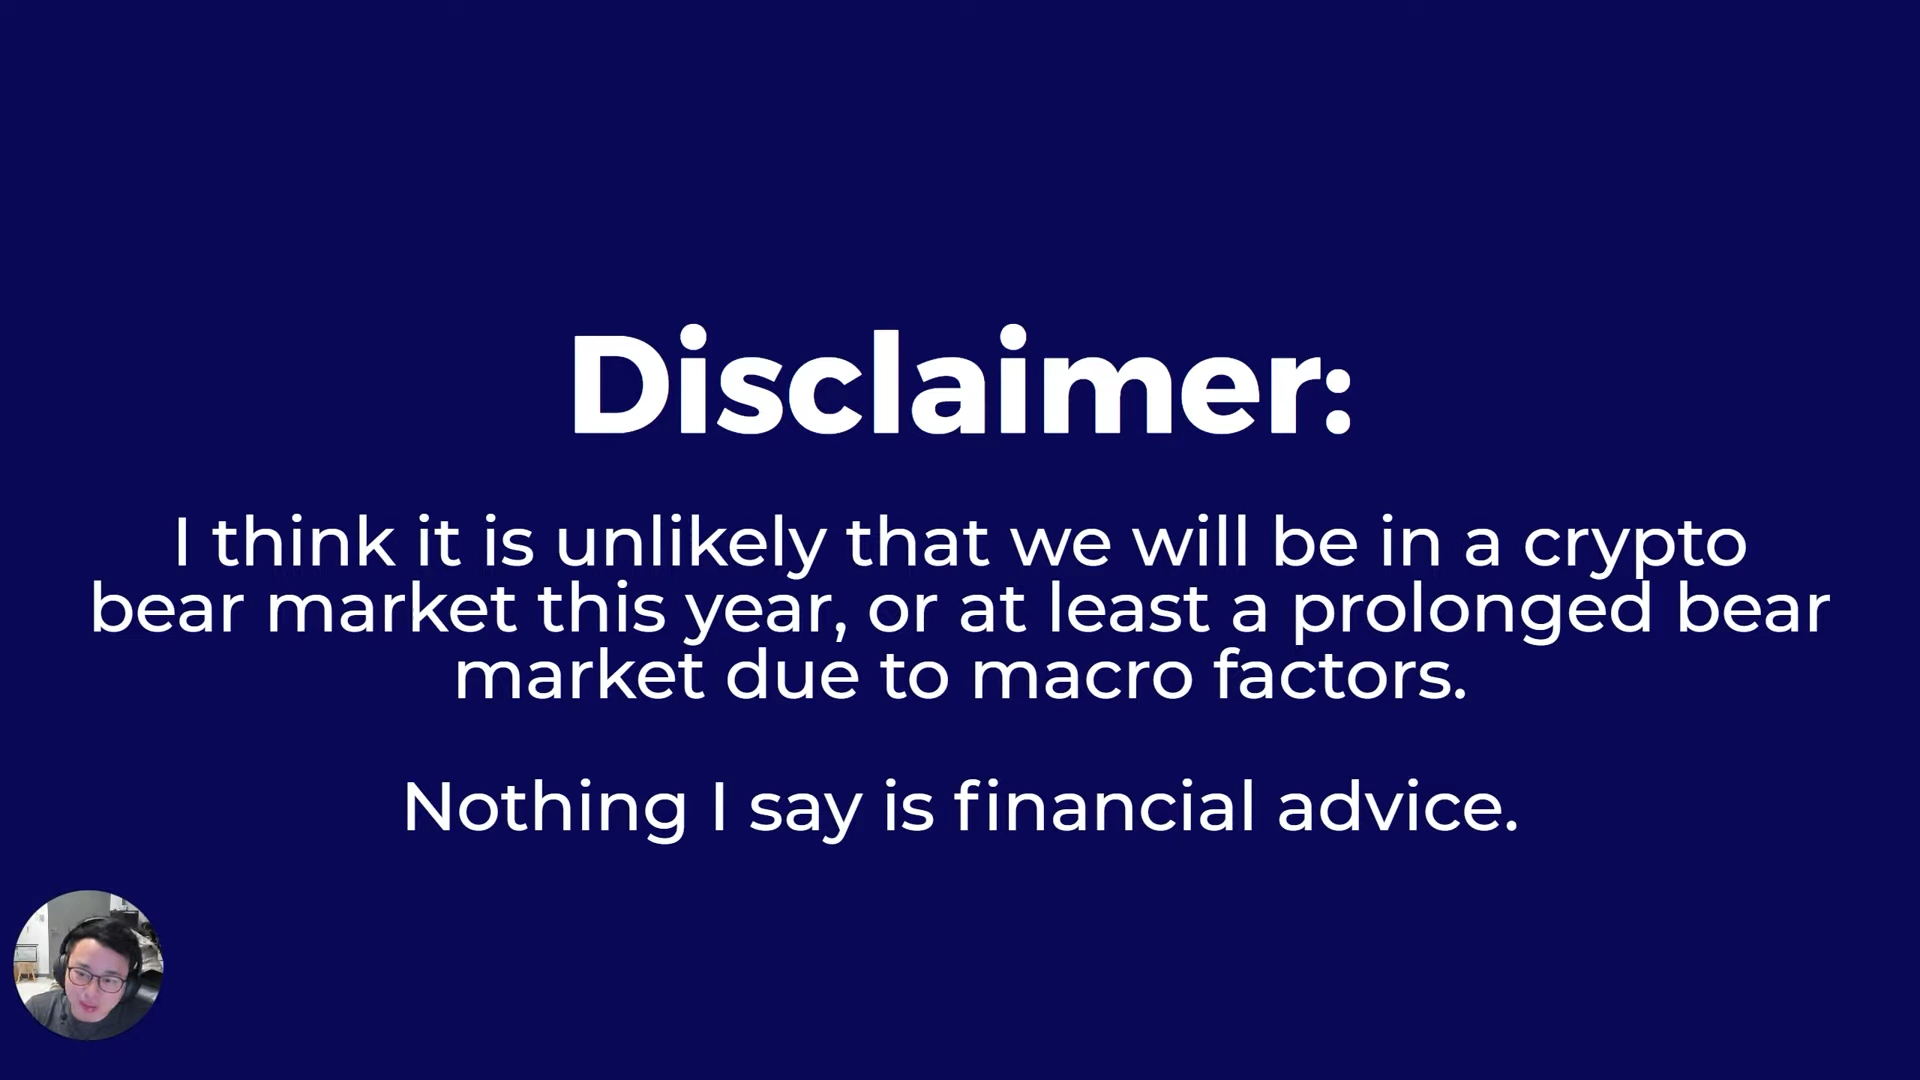 Disclaimer:
I think it is unlikely that we will be in a crypto
bear market this year, or at least a prolonged bear
market due to macro factors.
Nothing I say is financial advice.